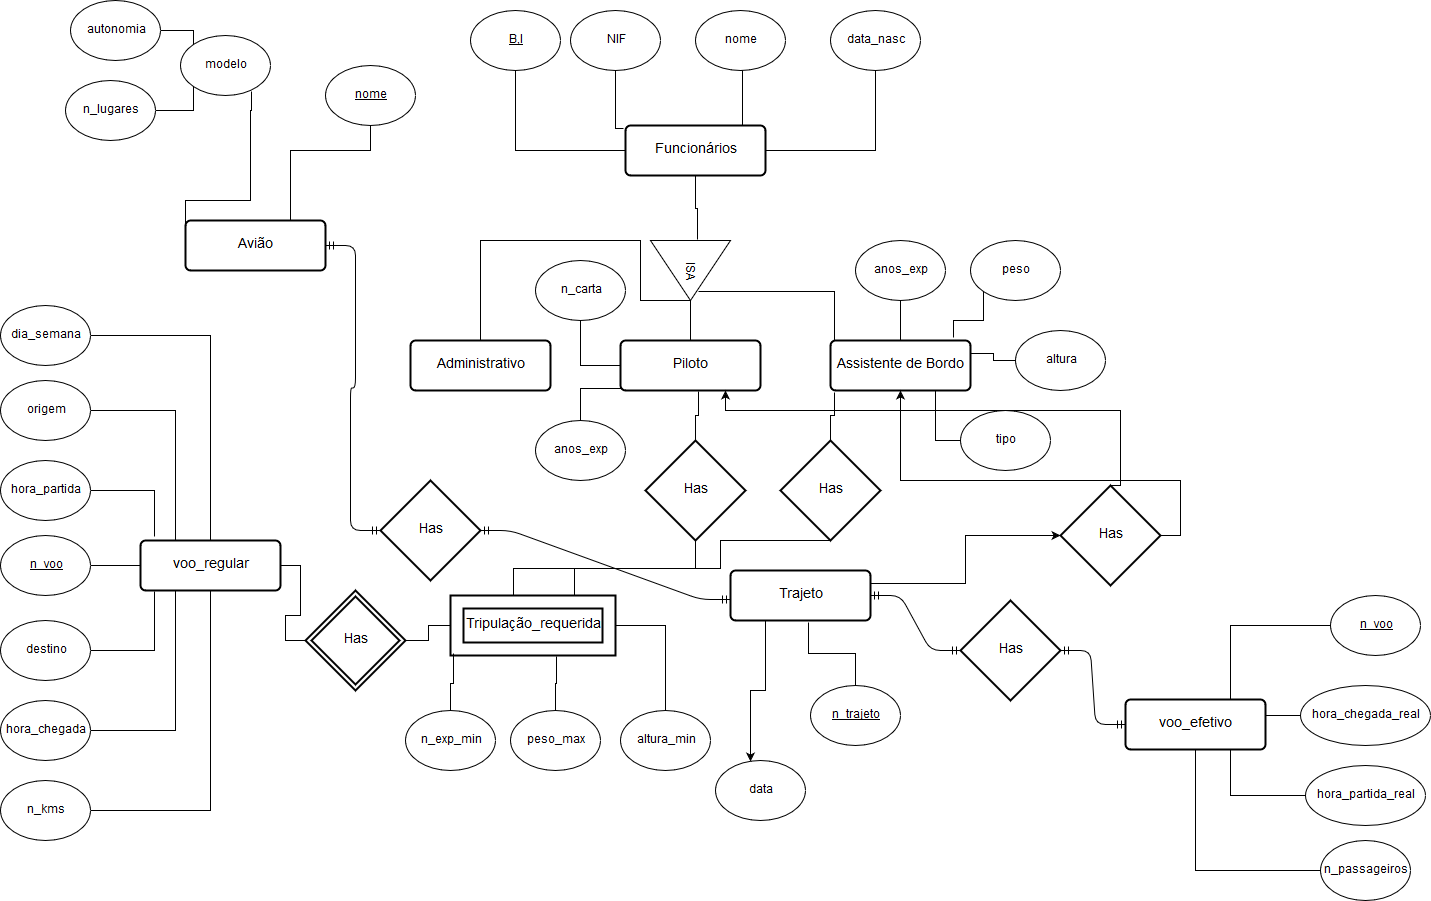 autonomia
modelo
n_lugares
nome
Avião
B.I
NIF
nome
data_nasc
Funcionários
ISA
n_carta
anos_exp
peso
altura
Administrativo
Piloto
Assistente de Bordo
anos_exp
tipo
Has
Has
Has
Has
dia_semana
origem
hora_partida
n_voo
destino
hora_chegada
n_kms
voo_regular
Has
Tripulação_requerida
n_exp_min
peso_max
altura_min
Trajeto
n_trajeto
data
Has
voo_efetivo
n_voo
hora_chegada_real
hora_partida_real
n_passageiros